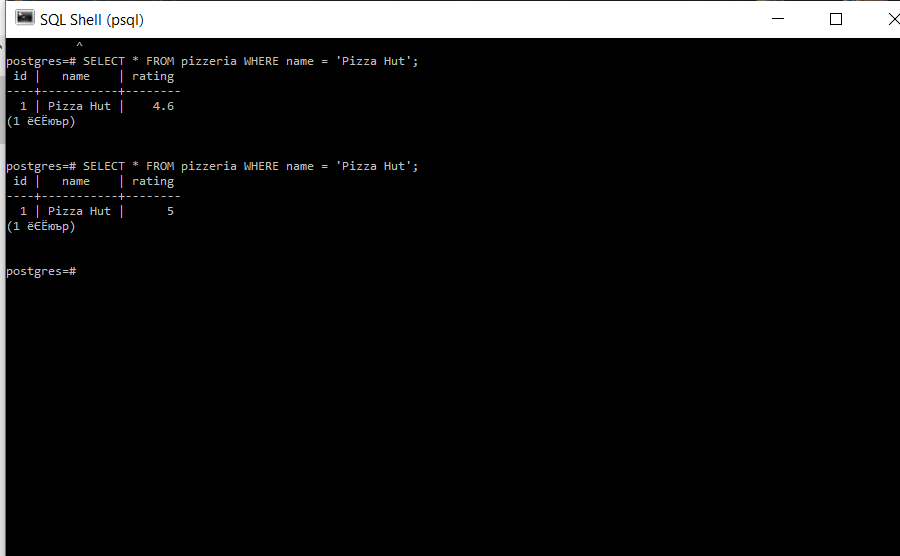 SQL Shell (psql)
^
postgres=# SELECT * FROM pizzeria WHERE name = 'Pizza Hut';
 id |   name    | rating
----+-----------+--------
  1 | Pizza Hut |    4.6
(1 ёЄЁюър)
postgres=# SELECT * FROM pizzeria WHERE name = 'Pizza Hut';
 id |   name    | rating
----+-----------+--------
  1 | Pizza Hut |      5
(1 ёЄЁюър)
postgres=#